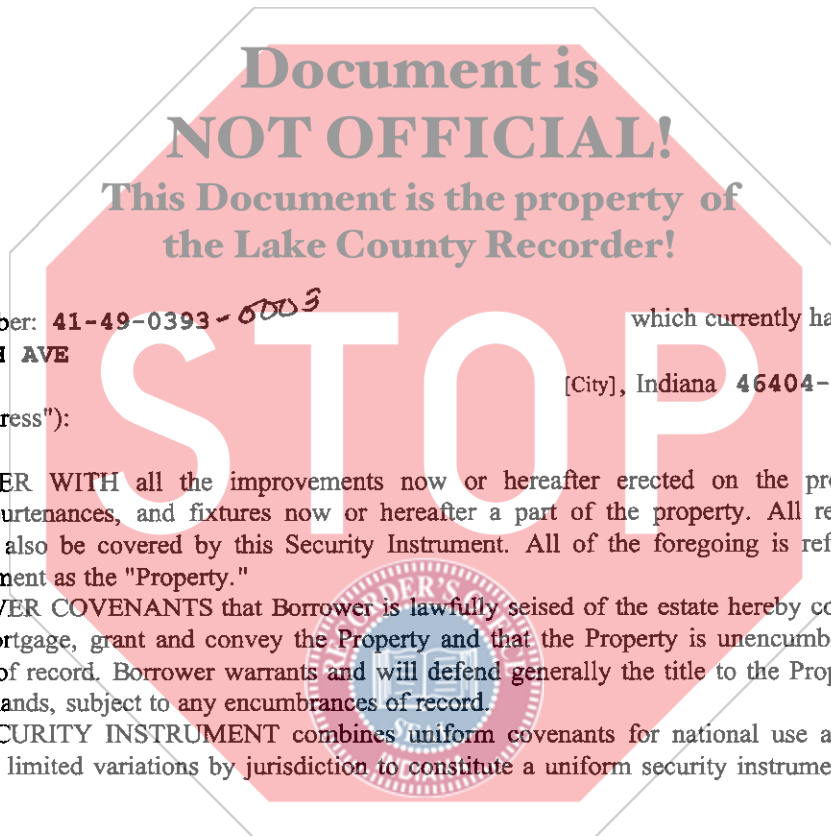 Document is
NOT OFFICIAL!
This Document is the property of
the Lake County Recorder!
ber: 41-49-0393-0003 which currently ha
AVE
[City], Indiana 46404-
ress"):
STOP
ER WITH all the improvements now or hereafter erected on the pro
urtenances, and fixtures now or hereafter a part of the property. All re
also be covered by this Security Instrument. All of the foregoing is ref
ment as the "Property."
VER COVENANTS that Borrower is lawfully seised of the estate hereby co
ortgage, grant and convey the Property and that the Property is unencumb
of record. Borrower warrants and will defend generally the title to the Prop
ands, subject to any encumbrances of record.
CURITY INSTRUMENT combines uniform covenants for national use a
limited variations by jurisdiction to constitute a uniform security instrume
RECORDER'S OFFICE
SEAL
INDIANA